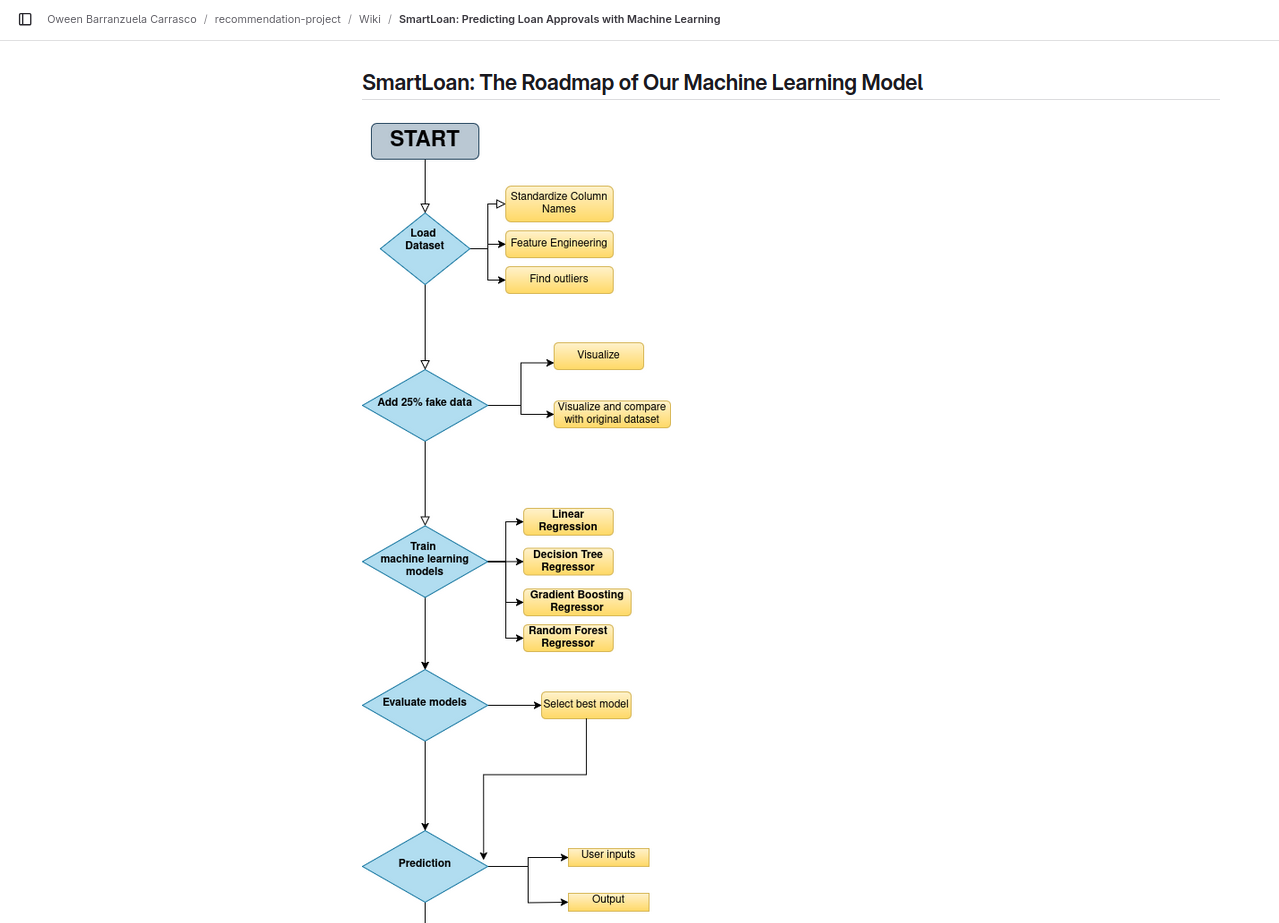 Oween Barranzuela Carrasco / recommendation-project / Wiki / SmartLoan: Predicting Loan Approvals with Machine Learning
SmartLoan: The Roadmap of Our Machine Learning Model
START
Load
Dataset
Standardize Column
Names
Feature Engineering
Find outliers
Add 25% fake data
Visualize
Visualize and compare
with original dataset
Train
machine learning
models
Linear
Regression
Decision Tree
Regressor
Gradient Boosting
Regressor
Random Forest
Regressor
Evaluate models
Select best model
Prediction
User inputs
Output